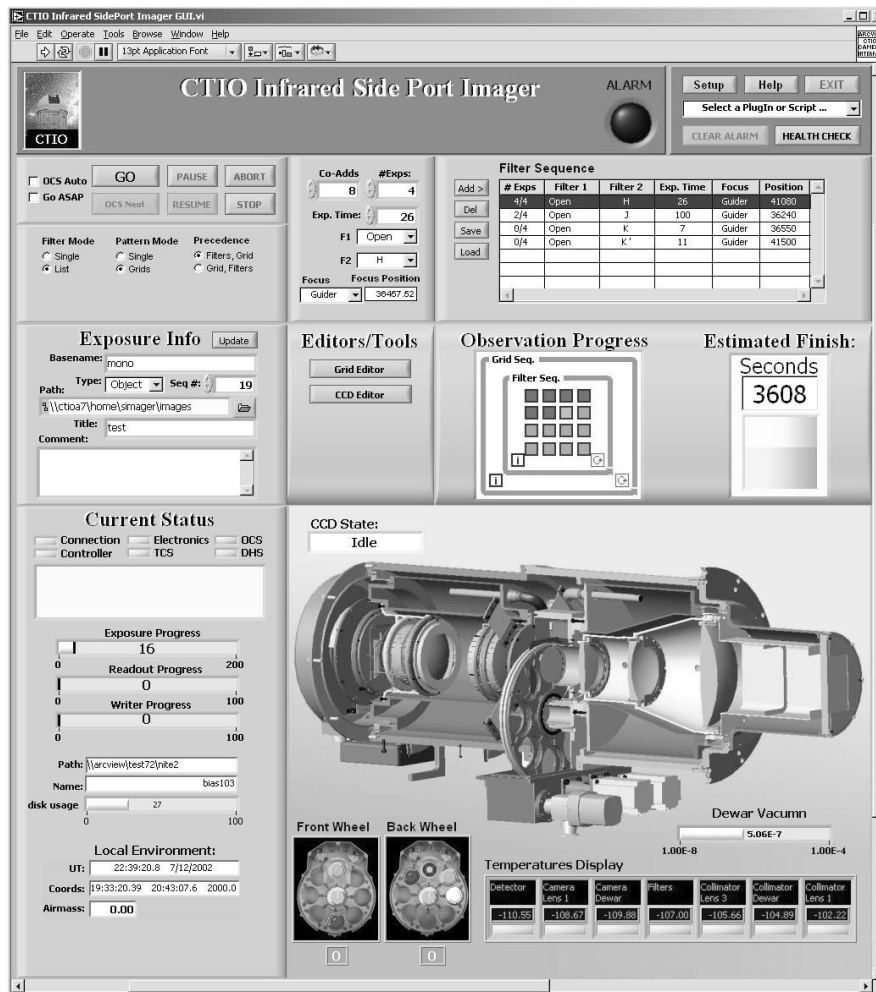 CTIO Infrared SidePort Imager GUI.vi
File Edit Operate Tools Browse Window Help
13pt Application Font
CTIO
CTIO Infrared Side Port Imager
ALARM
Setup Help EXIT
Select a PlugIn or Script ...
CLEAR ALARM HEALTH CHECK
OCS Auto
Go ASAP
GO PAUSE ABORT
OCS Next RESUME STOP
Filter Mode Pattern Mode Precedence
Single Single Filters, Grid
List Grids Grid, Filters
Co-Adds #Exps:
8 4
Exp. Time: 26
F1 Open
F2 H
Focus Focus Position
Guider 36457.52
Filter Sequence
Add >
Del
Save
Load
# Exps Filter 1 Filter 2 Exp. Time Focus Position
4/4 Open H 26 Guider 41080
2/4 Open J 100 Guider 36240
0/4 Open K 7 Guider 36550
0/4 Open K' 11 Guider 41500
Exposure Info Update
Basename: mono
Type: Object Seq #: 19
Path:
\\ctioa7\home\simager\images
Title: test
Comment:
Editors/Tools
Grid Editor
CCD Editor
Observation Progress
Grid Seq.
Filter Seq.
i
i
Estimated Finish:
Seconds
3608
Current Status
Connection Electronics OCS
Controller TCS DHS
Exposure Progress
16
0 200
Readout Progress
0
0 100
Writer Progress
0
0 100
Path: \\arcview\test72\nite2
Name: bias103
disk usage 27
0 100
Local Environment:
UT: 22:39:20.8 7/12/2002
Coords: 19:33:20.39 20:43:07.6 2000.0
Airmass: 0.00
CCD State:
Idle
Front Wheel Back Wheel
0 0
Dewar Vacumn
5.06E-7
1.00E-8 1.00E-4
Temperatures Display
Detector Camera Lens 1 Camera Dewar Filters Collimator Lens 3 Collimator Dewar Collimator Lens 1
-110.55 -108.67 -109.88 -107.00 -105.66 -104.89 -102.22